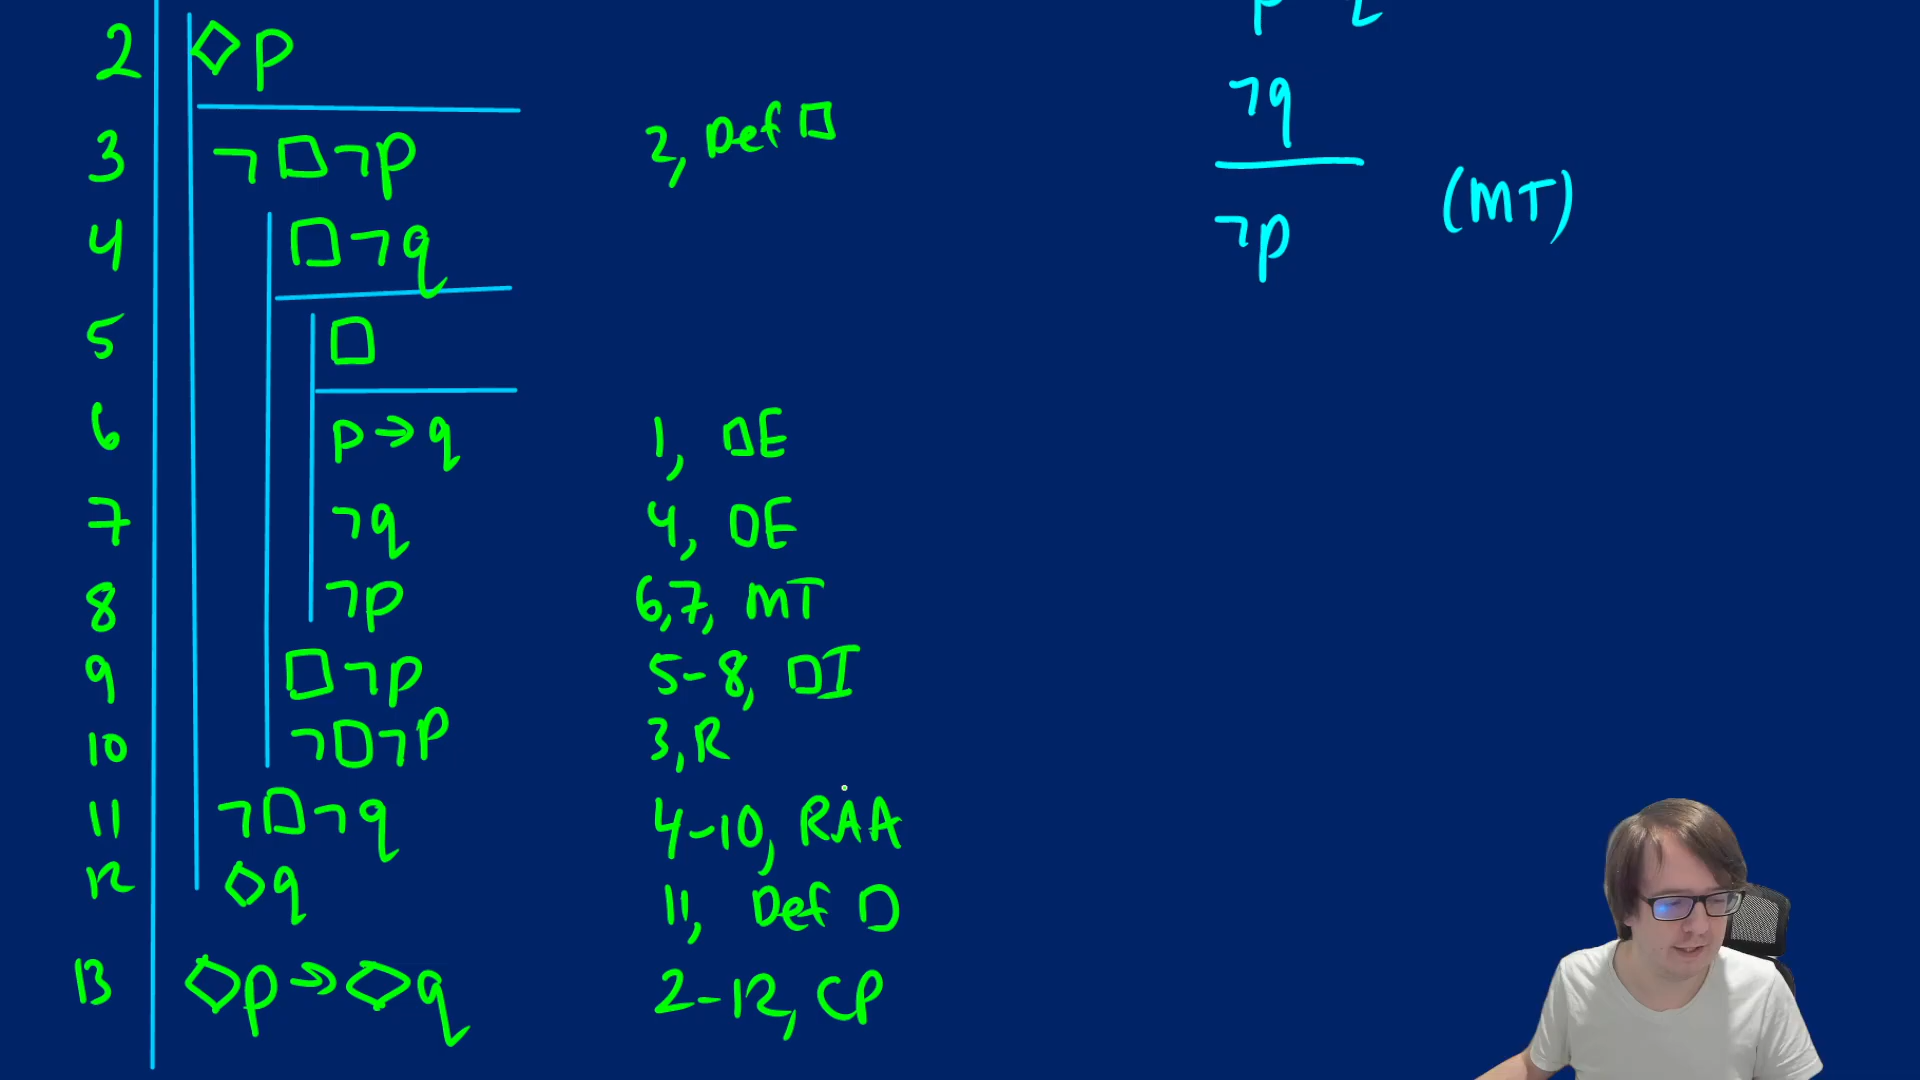 2 ◇p
3 ¬□¬p 2, Def □
4 □¬q
5 □
6 p→q 1, □E
7 ¬q 4, □E
8 ¬p 6,7, MT
9 □¬p 5-8, □I
10 ¬□¬p 3, R
11 ¬□¬q 4-10, RAA
12 ◇q 11, Def □
13 ◇p→◇q 2-12, CP
¬q
¬p (MT)